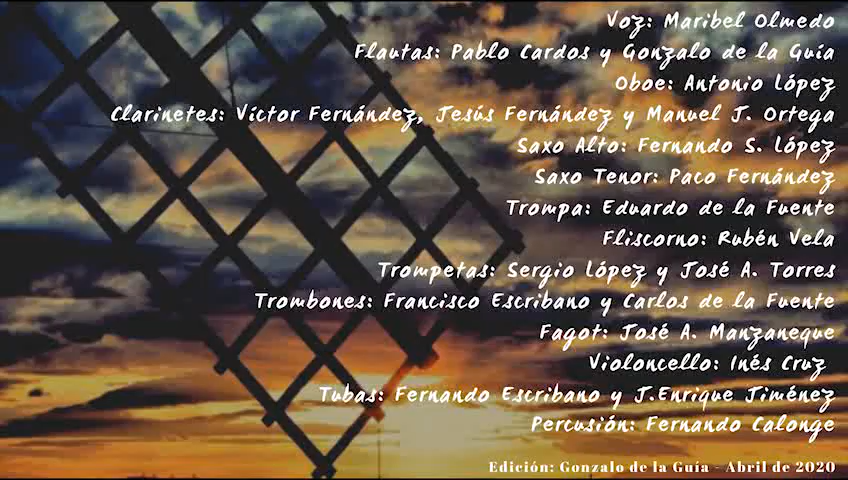 Voz: Maribel Olmedo
Flautas: Pablo Cardos y Gonzalo de la Guía
Oboe: Antonio López
Clarinetes: Víctor Fernández, Jesús Fernández y Manuel J. Ortega
Saxo Alto: Fernando S. López
Saxo Tenor: Paco Fernández
Trompa: Eduardo de la Fuente
Fliscorno: Rubén Vela
Trompetas: Sergio López y José A. Torres
Trombones: Francisco Escribano y Carlos de la Fuente
Fagot: José A. Manzaneque
Violoncello: Inés Cruz
Tubas: Fernando Escribano y J.Enrique Jiménez
Percusión: Fernando Calonge
Edición: Gonzalo de la Guía - Abril de 2020